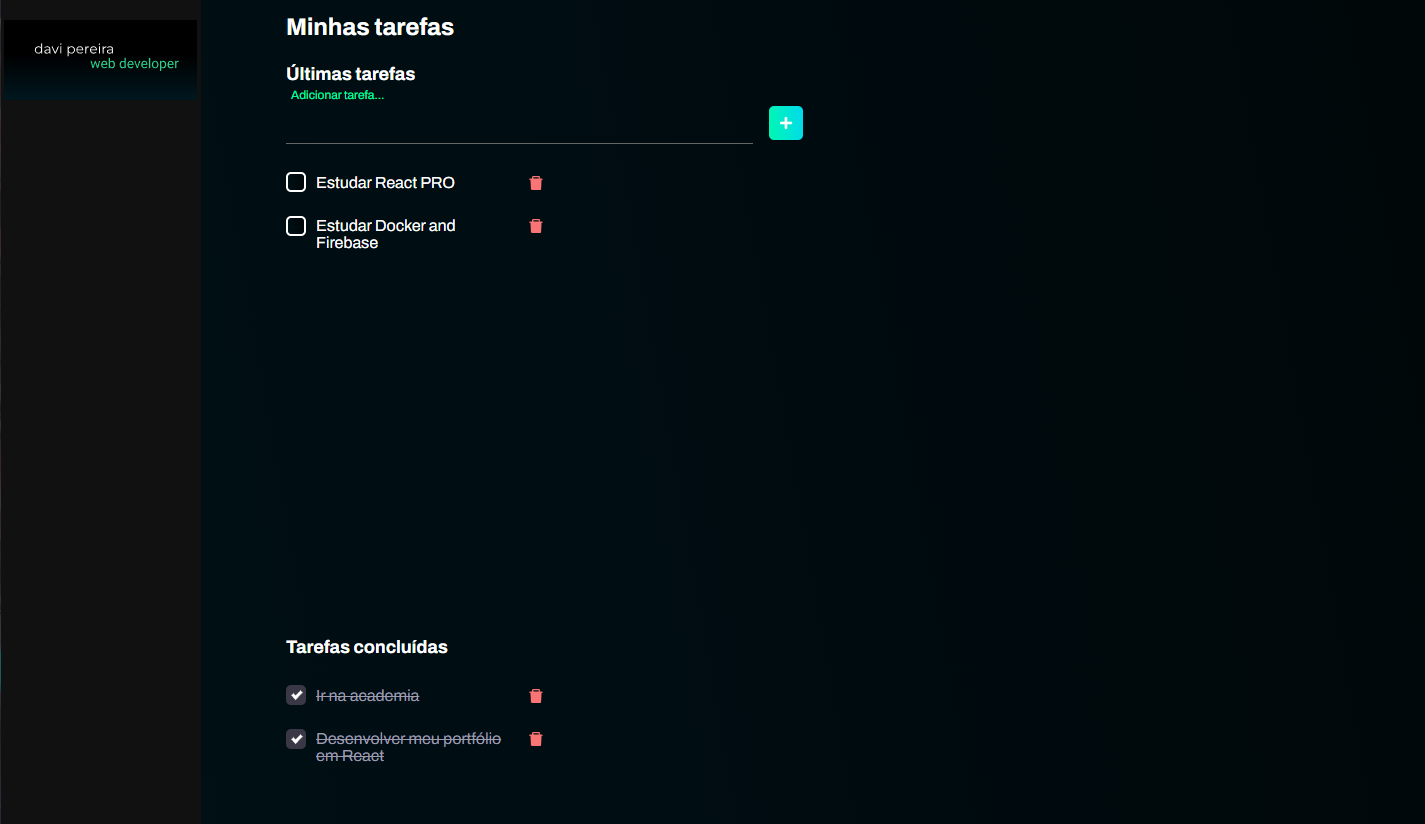 davi pereira
web developer
Minhas tarefas
Últimas tarefas
Adicionar tarefa...
Estudar React PRO
Estudar Docker and
Firebase
Tarefas concluídas
Ir na academia
Desenvolver meu portfólio
em React